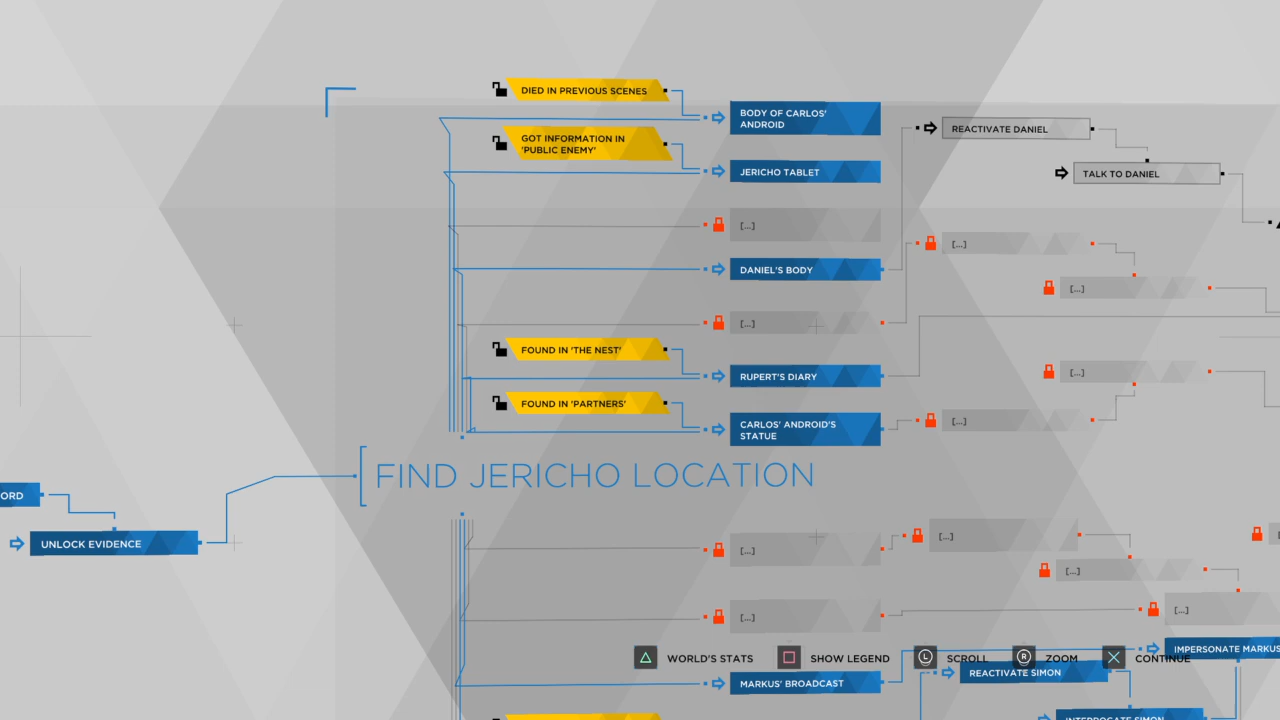 DIED IN PREVIOUS SCENES
BODY OF CARLOS'
ANDROID
REACTIVATE DANIEL
GOT INFORMATION IN
'PUBLIC ENEMY'
JERICHO TABLET
TALK TO DANIEL
[...]
[...]
DANIEL'S BODY
[...]
[...]
FOUND IN 'THE NEST'
RUPERT'S DIARY
[...]
FOUND IN 'PARTNERS'
CARLOS' ANDROID'S
STATUE
[...]
FIND JERICHO LOCATION
ORD
UNLOCK EVIDENCE
[...]
[...]
[...]
[...]
[...]
WORLD'S STATS
SHOW LEGEND
L
SCROLL
R
ZOOM
CONTINUE
IMPERSONATE MARKUS
MARKUS' BROADCAST
REACTIVATE SIMON
INTERROGATE SIMON